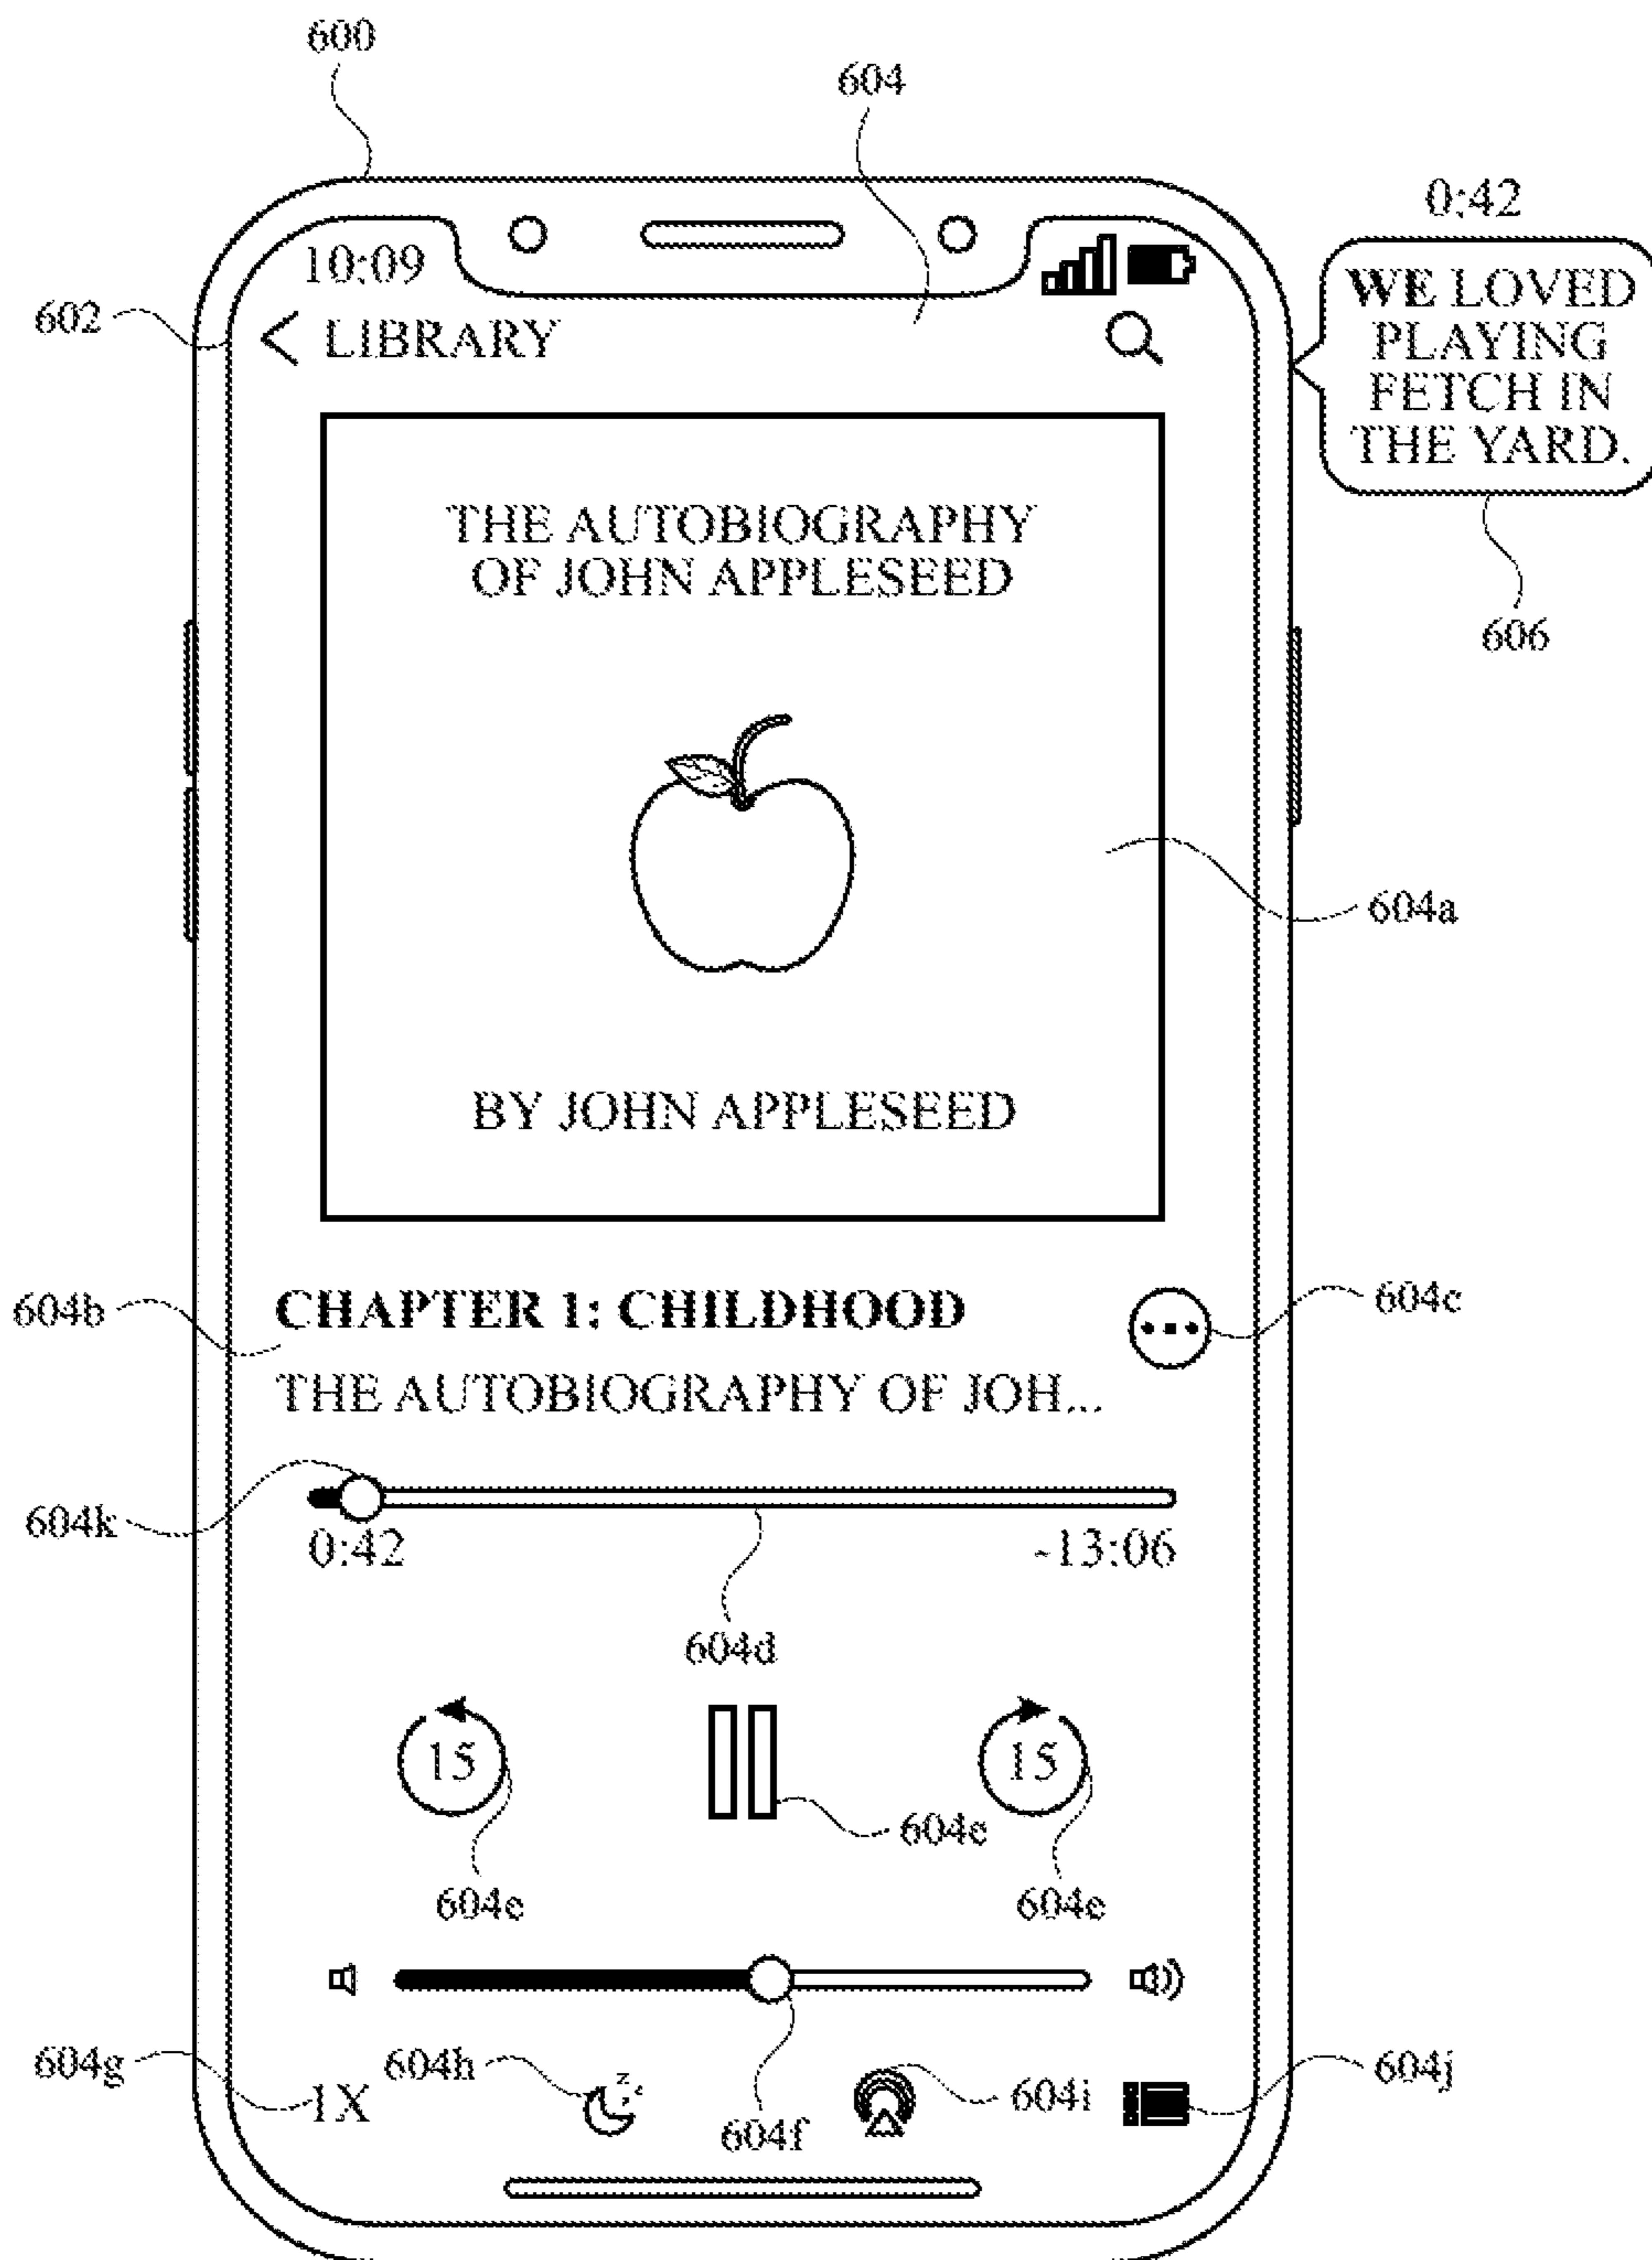 600
604
0:42
10:09
602
LIBRARY
WE LOVED
PLAYING
FETCH IN
THE YARD.
606
THE AUTOBIOGRAPHY
OF JOHN APPLESEED
604a
BY JOHN APPLESEED
604b
CHAPTER 1: CHILDHOOD
604c
THE AUTOBIOGRAPHY OF JOH...
604k
0:42
-13:06
604d
15
15
604e
604e
604e
604g
1X
604h
z z z
604f
604i
604j